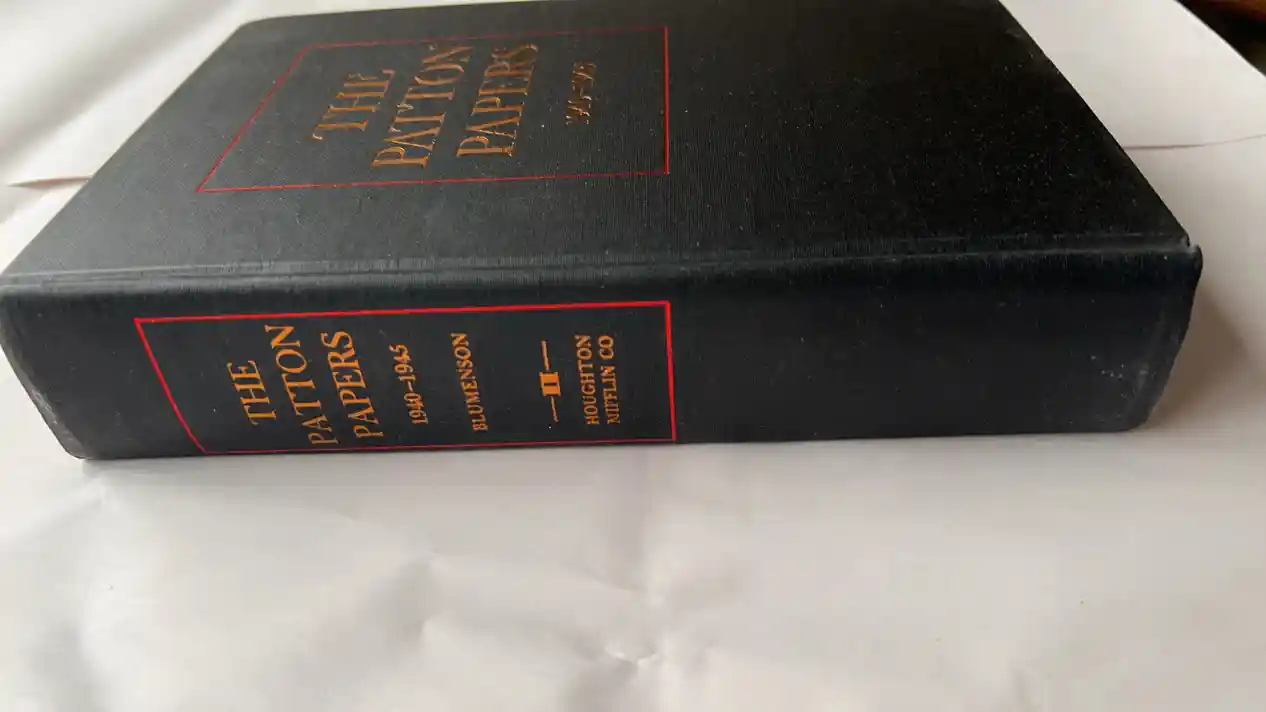 THE
PATTON
PAPERS
THE
PATTON
PAPERS
1940–1945
BLUMENSON
II
HOUGHTON
MIFFLIN CO